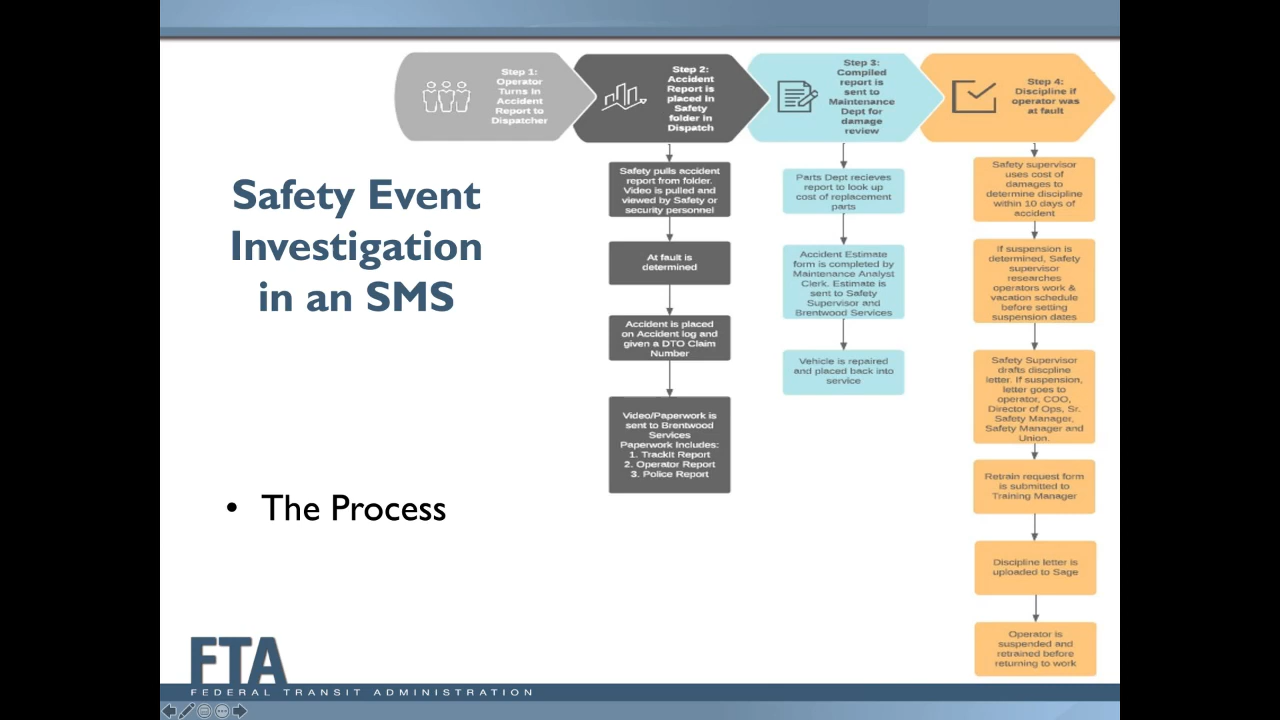 Safety Event
Investigation
in an SMS
• The Process
Step 1:
Operator
Turns in
Accident
Report to
Dispatcher
Step 2:
Accident
Report is
placed in
Safety
folder in
Dispatch
Safety pulls accident
report from folder.
Video is pulled and
viewed by Safety or
security personnel
At fault is
determined
Accident is placed
on Accident log and
given a DTO Claim
Number
Video/Paperwork is
sent to Brentwood
Services
Paperwork Includes:
1. TrackIt Report
2. Operator Report
3. Police Report
Step 3:
Compiled
report is
sent to
Maintenance
Dept for
damage
review
Parts Dept recieves
report to look up
cost of replacement
parts
Accident Estimate
form is completed by
Maintenance Analyst
Clerk. Estimate is
sent to Safety
Supervisor and
Brentwood Services
Vehicle is repaired
and placed back into
service
Step 4:
Discipline if
operator was
at fault
Safety supervisor
uses cost of
damages to
determine discipline
within 10 days of
accident
If suspension is
determined, Safety
supervisor
researches
operators work &
vacation schedule
before setting
suspension dates
Safety Supervisor
drafts discpline
letter. If suspension,
letter goes to
operator, COO,
Director of Ops, Sr.
Safety Manager,
Safety Manager and
Union.
Retrain request form
is submitted to
Training Manager
Discipline letter is
uploaded to Sage
Operator is
suspended and
retrained before
returning to work
FTA
FEDERAL TRANSIT ADMINISTRATION